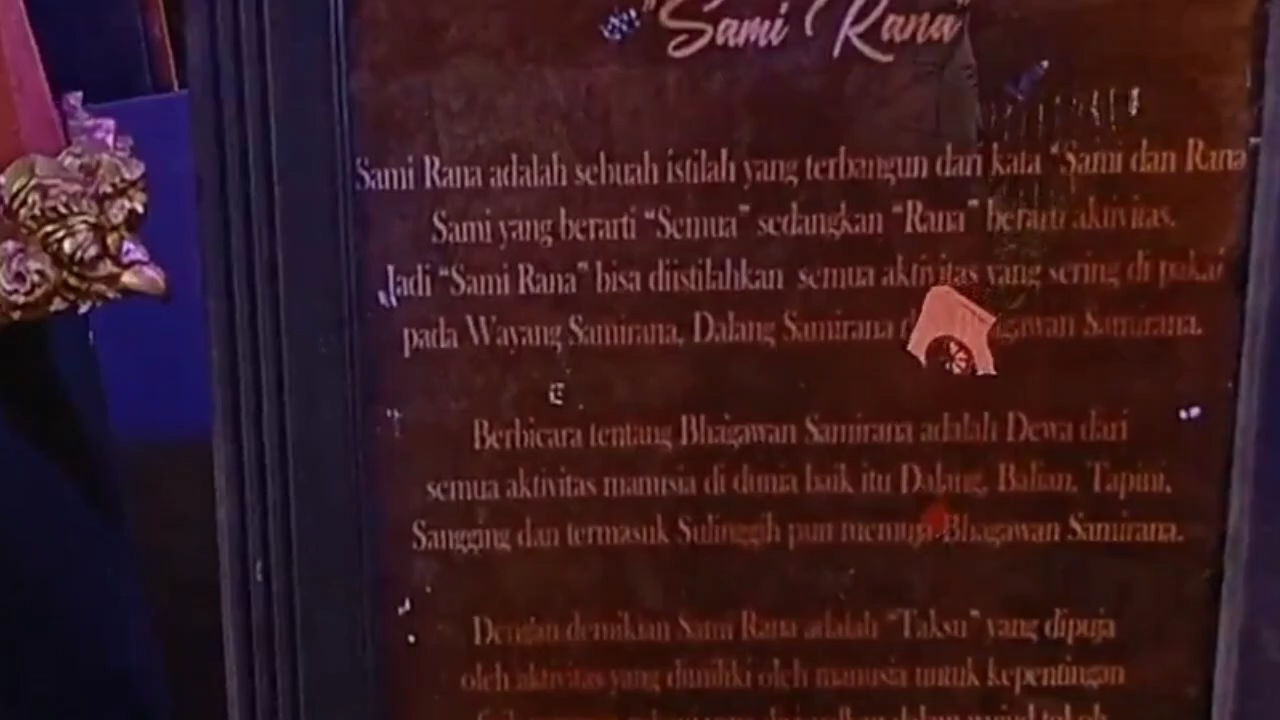 "Sami Rana"
Sami Rana adalah sebuah istilah yang terbangun dari kata "Sami dan Rana"
Sami yang berarti "Semua" sedangkan "Rana" berarti aktivitas.
Jadi "Sami Rana" bisa diistilahkan semua aktivitas yang sering di pakai
pada Wayang Samirana, Dalang Samirana Bhagawan Samirana.
Berbicara tentang Bhagawan Samirana adalah Dewa dari
semua aktivitas manusia di dunia baik itu Dalang, Balian, Tapini,
Sangging dan termasuk Sulinggih pun memuja Bhagawan Samirana.
Dengan demikian Sami Rana adalah "Taksu" yang dipuja
oleh aktivitas yang dimiliki oleh manusia untuk kepentingan